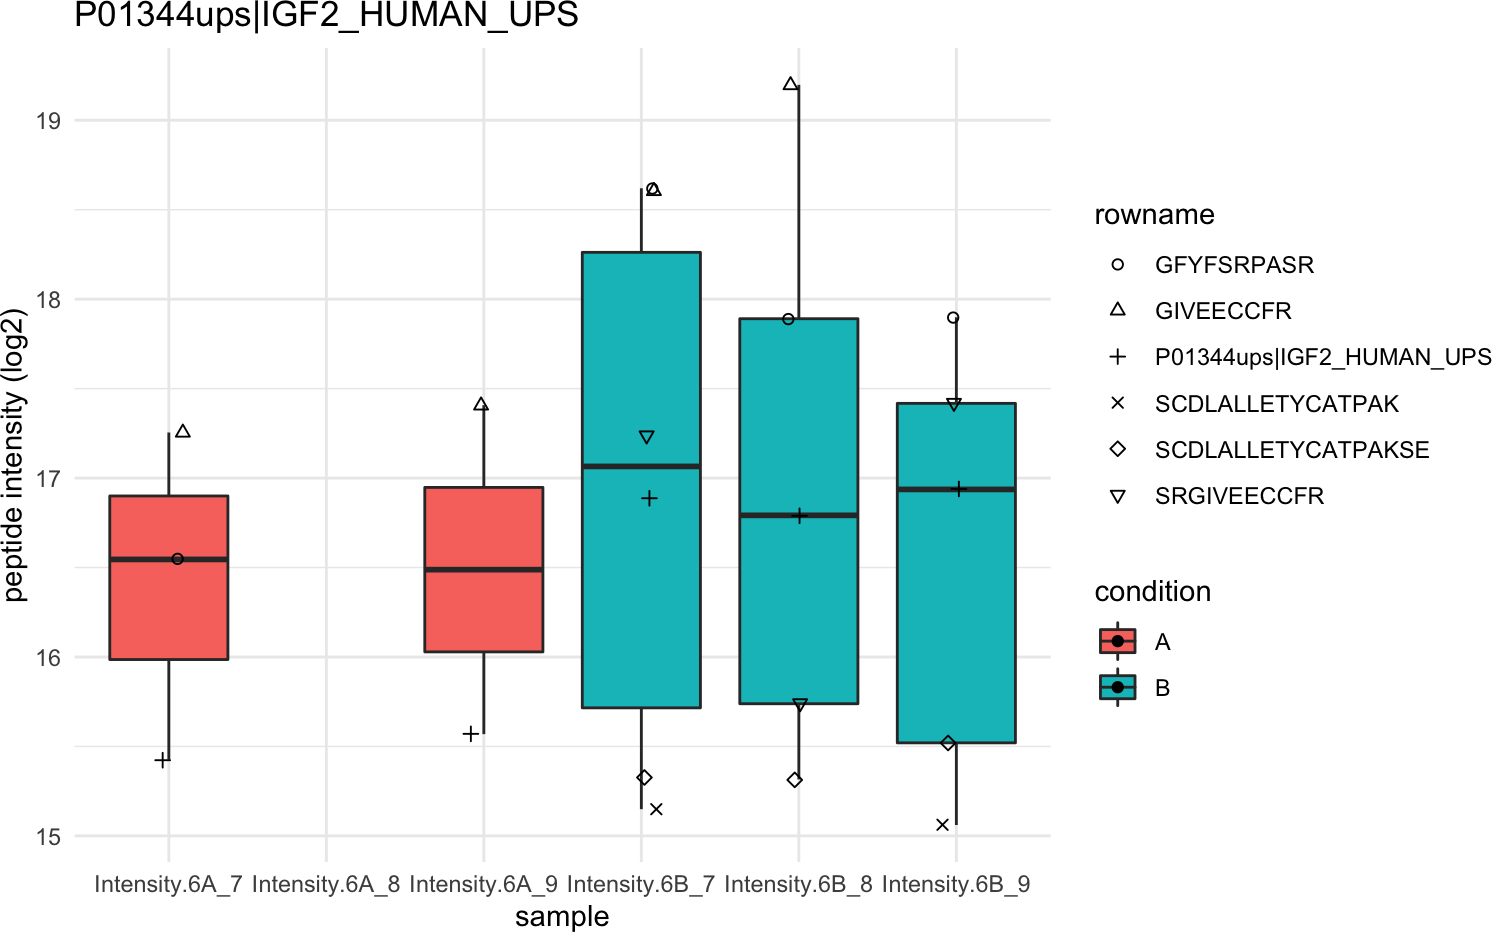 P01344ups|IGF2_HUMAN_UPS
peptide intensity (log2)
19
18
17
16
15
Intensity.6A_7
Intensity.6A_8
Intensity.6A_9
Intensity.6B_7
Intensity.6B_8
Intensity.6B_9
sample
rowname
GFYFSRPASR
GIVEECCFR
P01344ups|IGF2_HUMAN_UPS
SCDLALLETYCATPAK
SCDLALLETYCATPAKSE
SRGIVEECCFR
condition
A
B